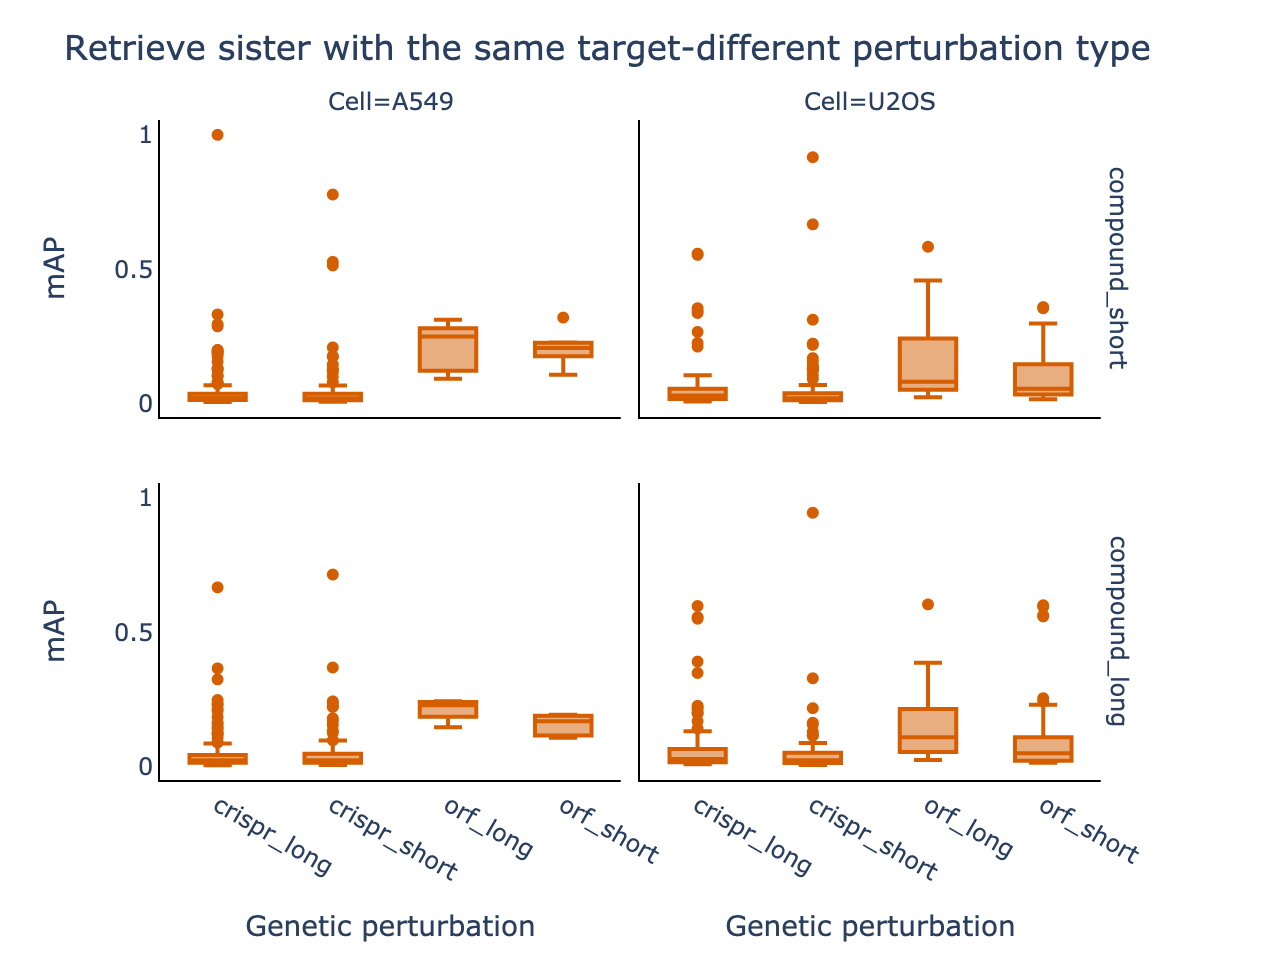 Retrieve sister with the same target-different perturbation type
Cell=A549
Cell=U2OS
1
0.5
0
mAP
compound_short
1
0.5
0
mAP
compound_long
crispr_long
crispr_short
orf_long
orf_short
crispr_long
crispr_short
orf_long
orf_short
Genetic perturbation
Genetic perturbation